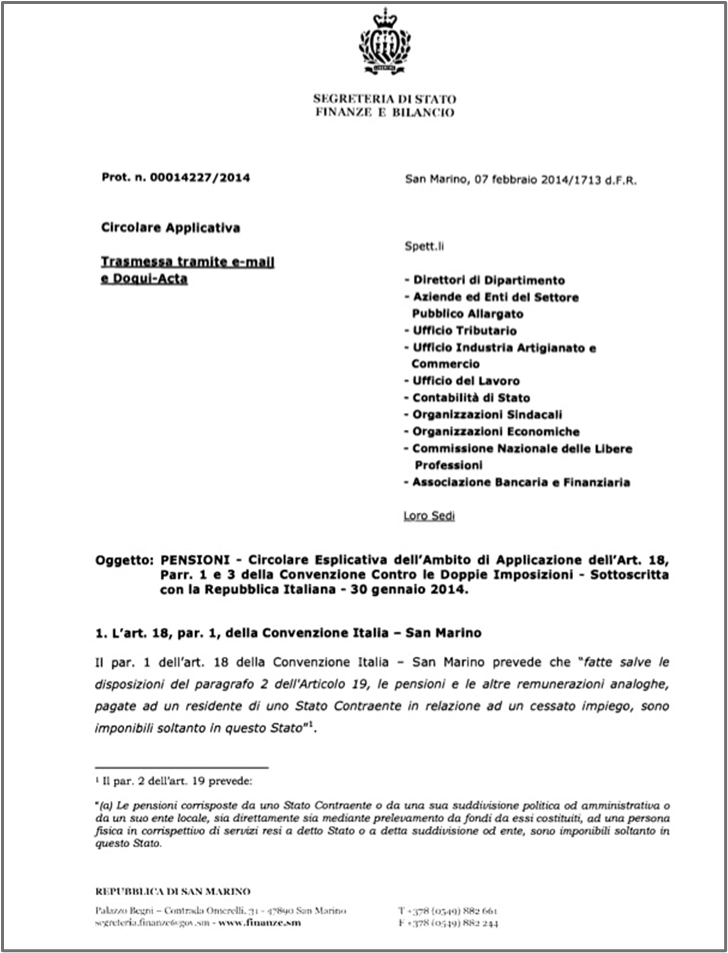 SEGRETERIA DI STATO
FINANZE E BILANCIO
Prot. n. 00014227/2014
San Marino, 07 febbraio 2014/1713 d.F.R.
Circolare Applicativa
Trasmessa tramite e-mail
e Doqui-Acta
Spett.li
- Direttori di Dipartimento
- Aziende ed Enti del Settore
Pubblico Allargato
- Ufficio Tributario
- Ufficio Industria Artigianato e
Commercio
- Ufficio del Lavoro
- Contabilità di Stato
- Organizzazioni Sindacali
- Organizzazioni Economiche
- Commissione Nazionale delle Libere
Professioni
- Associazione Bancaria e Finanziaria
Loro Sedi
Oggetto: PENSIONI - Circolare Esplicativa dell'Ambito di Applicazione dell'Art. 18,
Parr. 1 e 3 della Convenzione Contro le Doppie Imposizioni - Sottoscritta
con la Repubblica Italiana - 30 gennaio 2014.
1. L'art. 18, par. 1, della Convenzione Italia – San Marino
Il par. 1 dell'art. 18 della Convenzione Italia – San Marino prevede che "fatte salve le
disposizioni del paragrafo 2 dell'Articolo 19, le pensioni e le altre remunerazioni analoghe,
pagate ad un residente di uno Stato Contraente in relazione ad un cessato impiego, sono
imponibili soltanto in questo Stato"¹.
¹ Il par. 2 dell'art. 19 prevede:
"(a) Le pensioni corrisposte da uno Stato Contraente o da una sua suddivisione politica od amministrativa o
da un suo ente locale, sia direttamente sia mediante prelevamento da fondi da essi costituiti, ad una persona
fisica in corrispettivo di servizi resi a detto Stato o a detta suddivisione od ente, sono imponibili soltanto in
questo Stato.
REPUBBLICA DI SAN MARINO
Palazzo Begni – Contrada Omerelli, 31 - 47890 San Marino
segreteria.finanze@gov.sm - www.finanze.sm
T +378 (0549) 882 661
F +378 (0549) 882 244